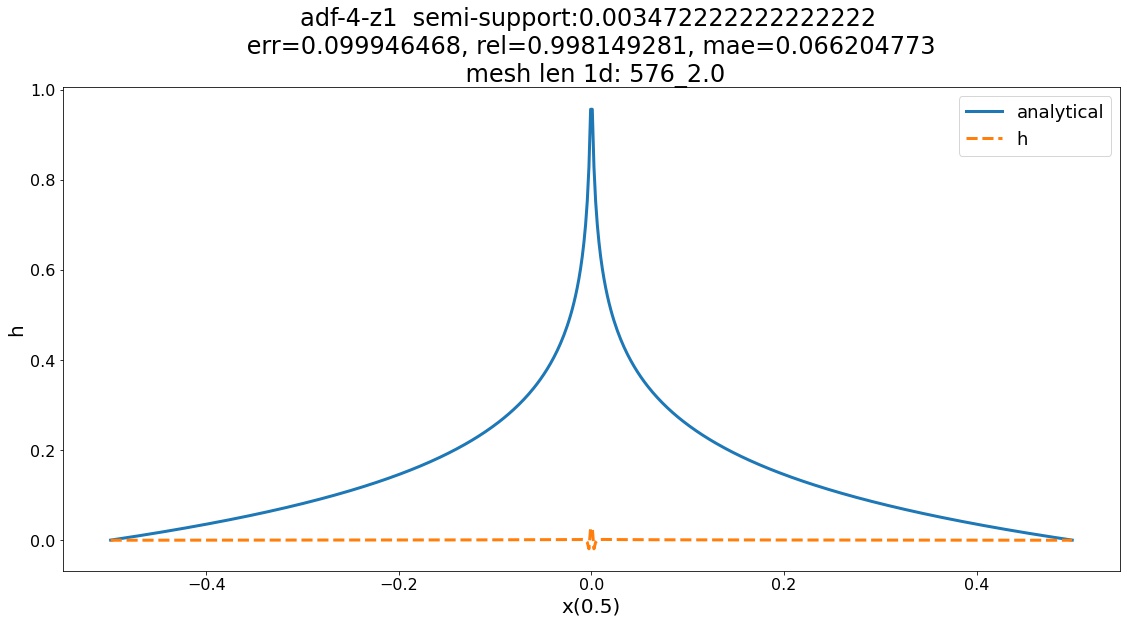 adf-4-z1  semi-support:0.003472222222222222
err=0.099946468, rel=0.998149281, mae=0.066204773
mesh len 1d: 576_2.0
analytical
h
1.0
0.8
0.6
0.4
0.2
0.0
h
−0.4
−0.2
0.0
0.2
0.4
x(0.5)